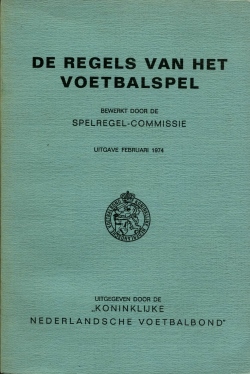 DE REGELS VAN HET
VOETBALSPEL
BEWERKT DOOR DE
SPELREGEL-COMMISSIE
UITGAVE FEBRUARI 1974
UITGEGEVEN DOOR DE
„KONINKLIJKE
NEDERLANDSCHE VOETBALBOND"